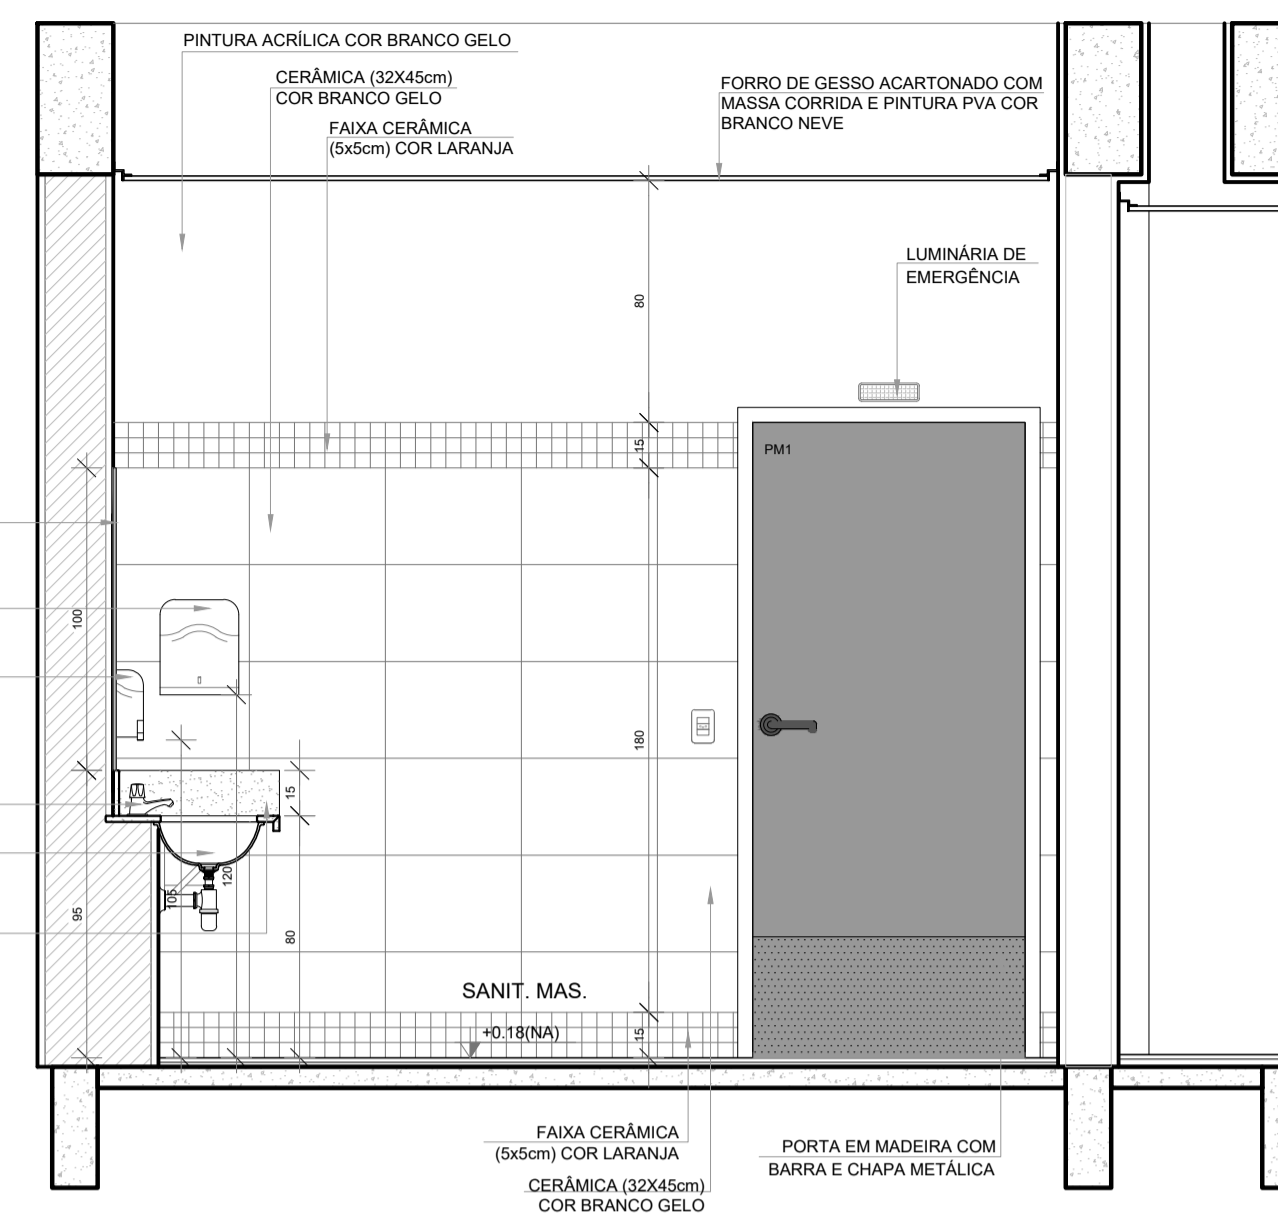 PINTURA ACRÍLICA COR BRANCO GELO
CERÂMICA (32X45cm)
COR BRANCO GELO
FAIXA CERÂMICA
(5x5cm) COR LARANJA
FORRO DE GESSO ACARTONADO COM
MASSA CORRIDA E PINTURA PVA COR
BRANCO NEVE
LUMINÁRIA DE
EMERGÊNCIA
80
15
PM1
100
180
15
120
105
95
80
SANIT. MAS.
+0.18(NA)
15
FAIXA CERÂMICA
(5x5cm) COR LARANJA
CERÂMICA (32X45cm)
COR BRANCO GELO
PORTA EM MADEIRA COM
BARRA E CHAPA METÁLICA